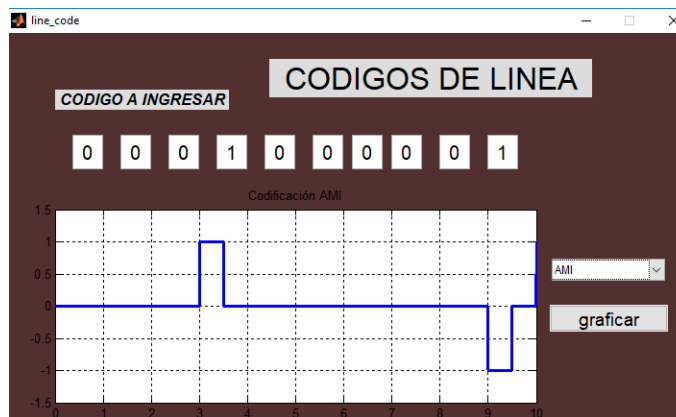 line_code
CODIGOS DE LINEA
CODIGO A INGRESAR
0 0 0 1 0 0 0 0 0 1
Codificación AMI
1.5
1
0.5
0
-0.5
-1
-1.5
0 1 2 3 4 5 6 7 8 9 10
AMI
graficar